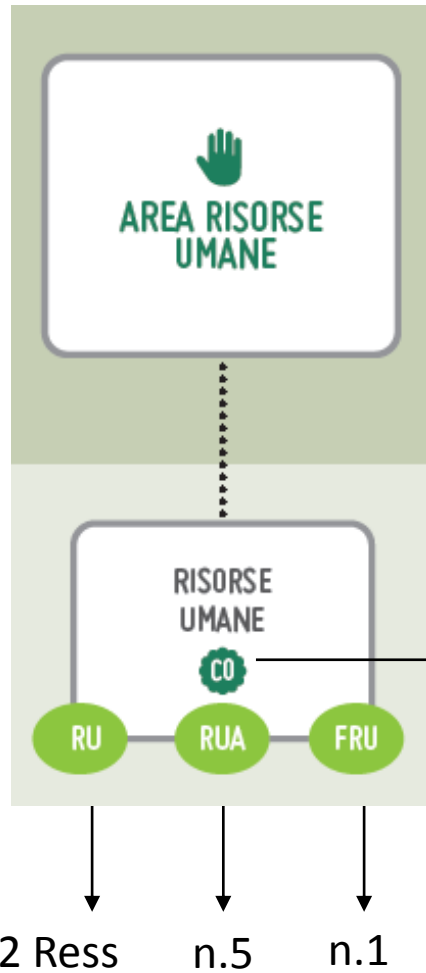 AREA RISORSE
UMANE
RISORSE
UMANE
CO
RU RUA FRU
2 Ress n.5 n.1